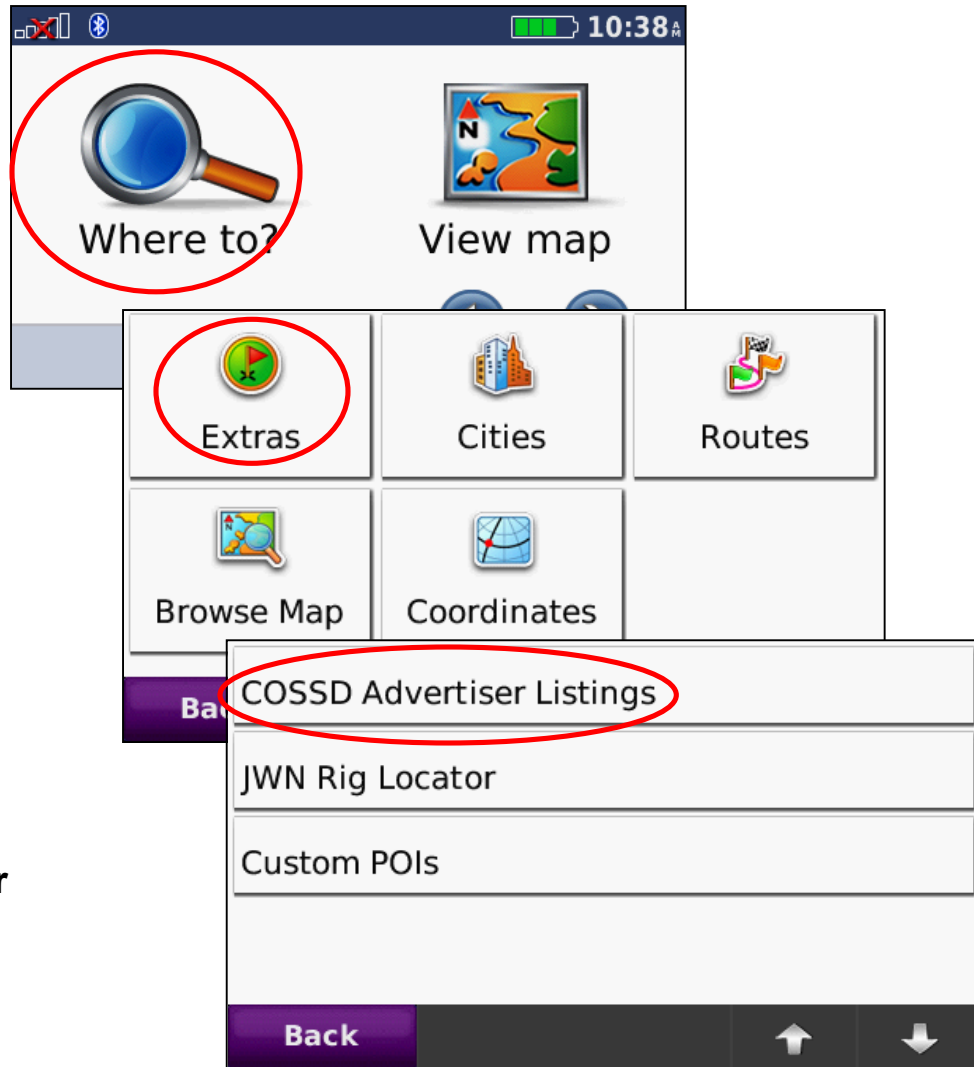 10:38 AM
Where to?
View map
Extras
Cities
Routes
Browse Map
Coordinates
COSSD Advertiser Listings
JWN Rig Locator
Custom POIs
r
Back